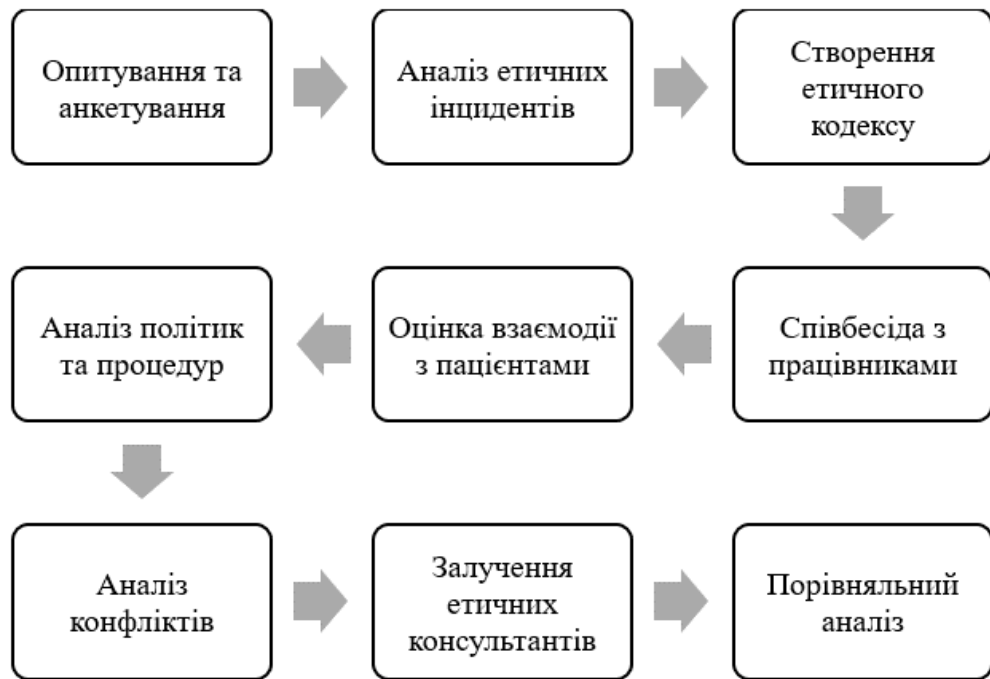 Опитування та
анкетування
Аналіз етичних
інцидентів
Створення
етичного
кодексу
Співбесіда з
працівниками
Оцінка взаємодії
з пацієнтами
Аналіз політик
та процедур
Аналіз
конфліктів
Залучення
етичних
консультантів
Порівняльний
аналіз